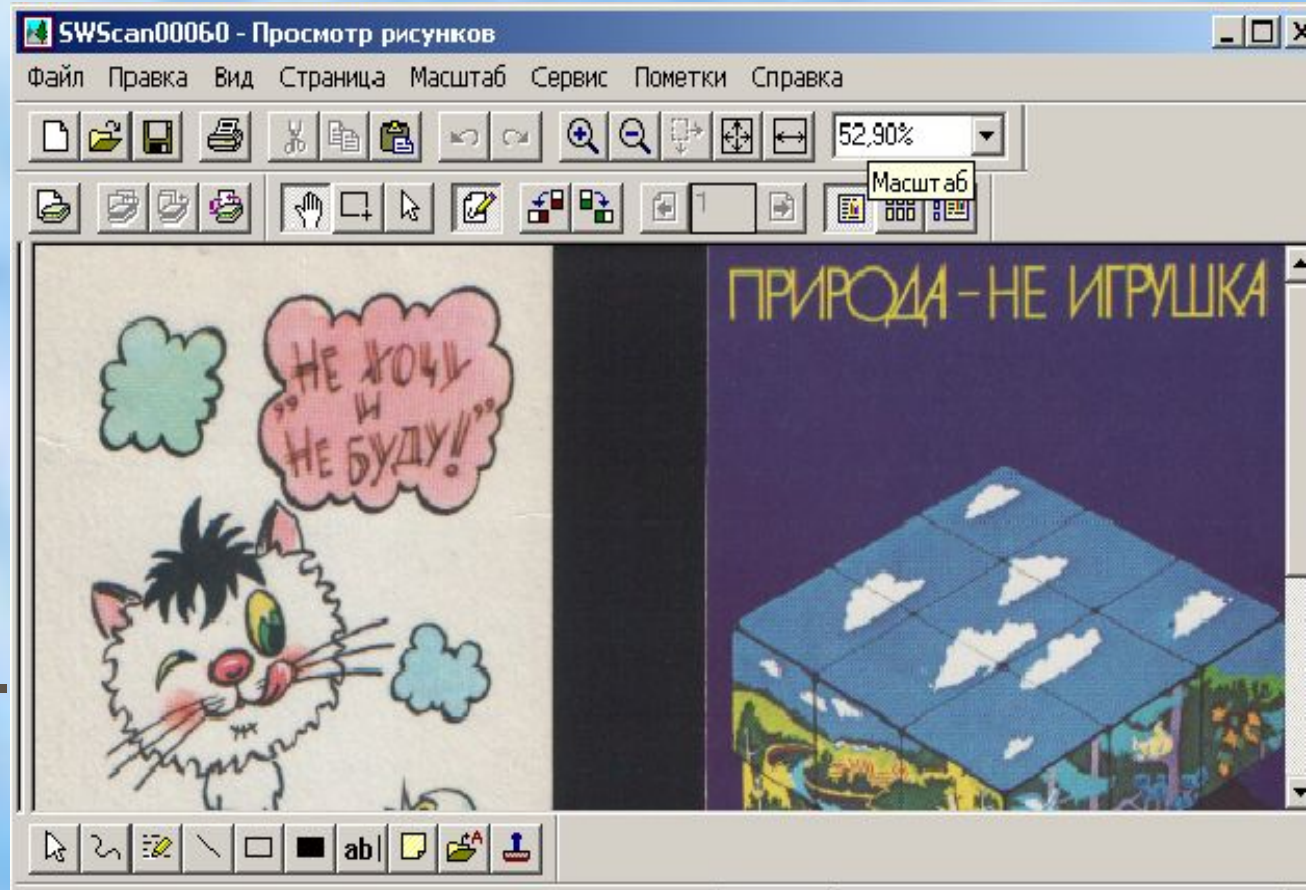 SWScan00060 - Просмотр рисунков
Файл Правка Вид Страница Масштаб Сервис Пометки Справка
52,90%
Масштаб
1
НЕ ХОЧУ
" И
НЕ БУДУ!"
ПРИРОДА - НЕ ИГРУШКА
ab|
A